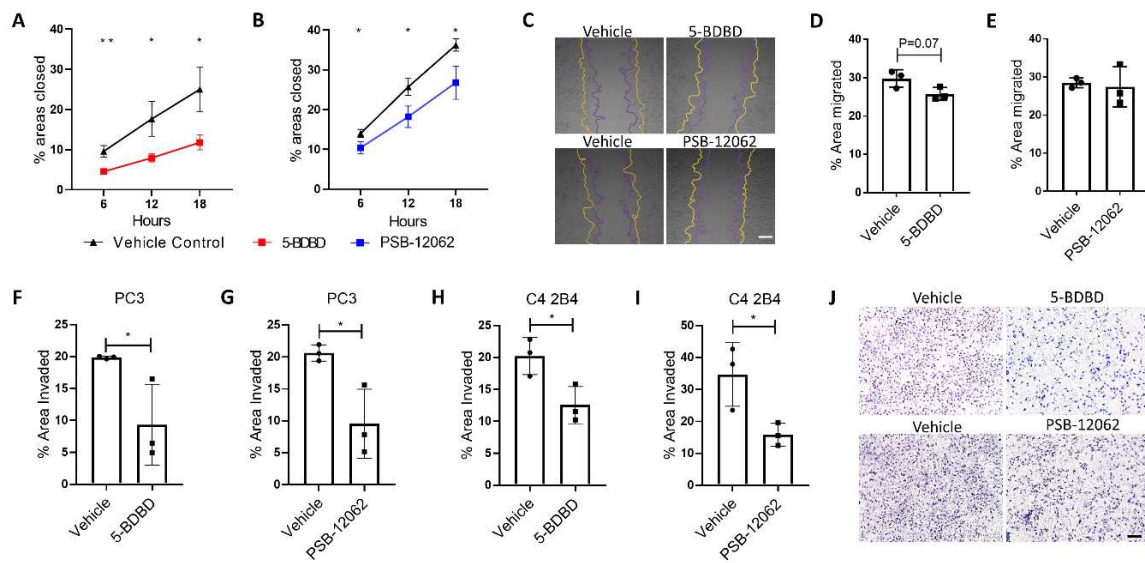 A
% areas closed
40
30
20
10
0
* *
*
*
6
12
18
Hours
B
% areas closed
40
30
20
10
0
*
*
*
6
12
18
Hours
Vehicle Control
5-BDBD
PSB-12062
C
Vehicle
5-BDBD
Vehicle
PSB-12062
D
% Area migrated
40
30
20
10
0
P=0.07
Vehicle
5-BDBD
E
% Area migrated
40
30
20
10
0
Vehicle
PSB-12062
F
PC3
% Area Invaded
25
20
15
10
5
0
*
Vehicle
5-BDBD
G
PC3
% Area Invaded
25
20
15
10
5
0
*
Vehicle
PSB-12062
H
C4 2B4
% Area Invaded
25
20
15
10
5
0
*
Vehicle
5-BDBD
I
C4 2B4
% Area Invaded
50
40
30
20
10
0
*
Vehicle
PSB-12062
J
Vehicle
5-BDBD
Vehicle
PSB-12062